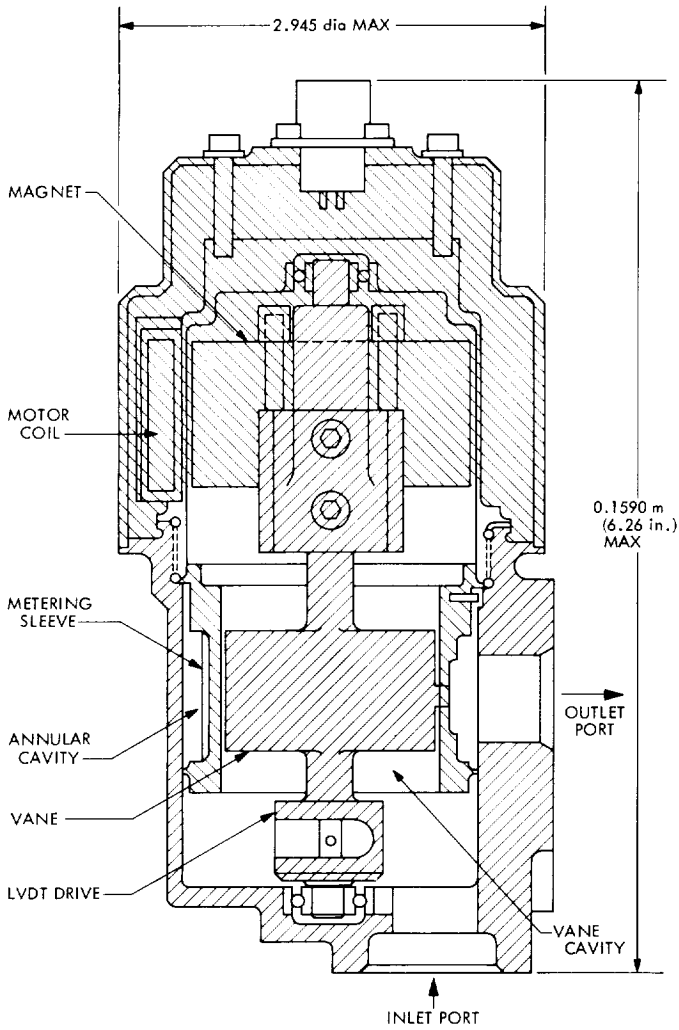 2.945 dia MAX
MAGNET
MOTOR
COIL
0.1590 m
(6.26 in.)
MAX
METERING
SLEEVE
OUTLET
PORT
ANNULAR
CAVITY
VANE
LVDT DRIVE
VANE
CAVITY
INLET PORT